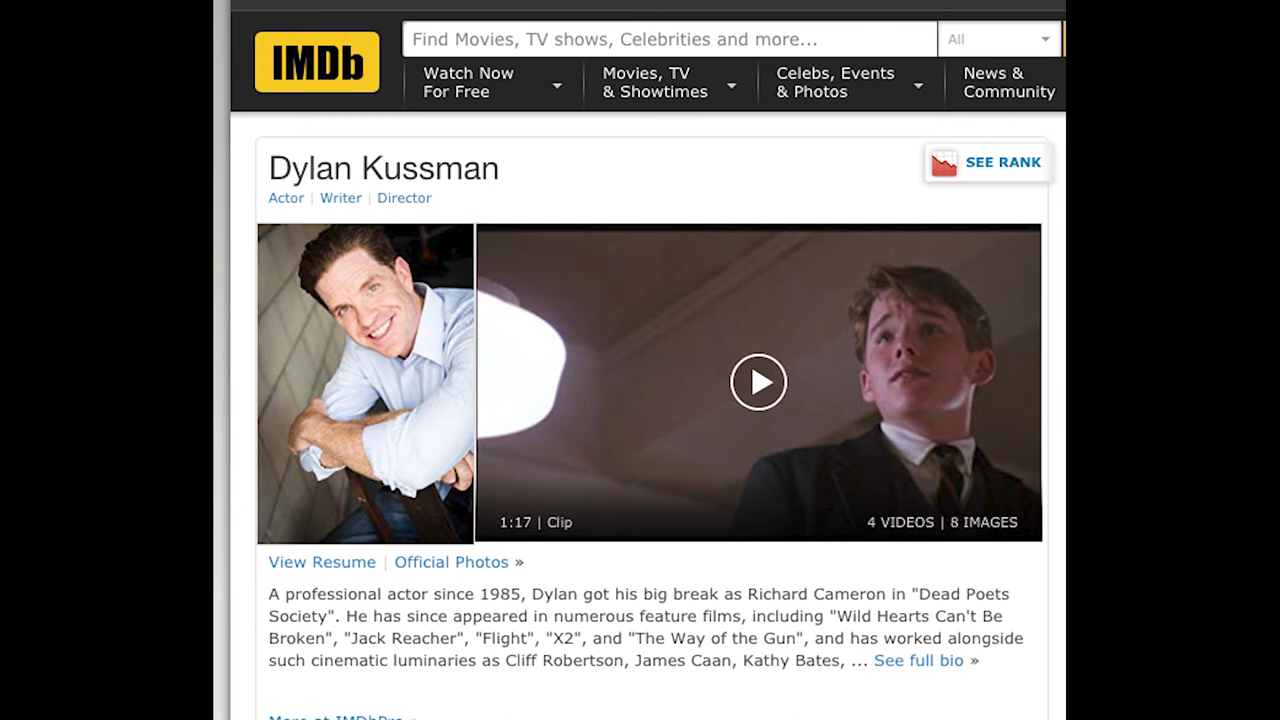 IMDb
Find Movies, TV shows, Celebrities and more...
All
Watch Now
For Free
Movies, TV
& Showtimes
Celebs, Events
& Photos
News &
Community
Dylan Kussman
SEE RANK
Actor | Writer | Director
1:17 | Clip
4 VIDEOS | 8 IMAGES
View Resume | Official Photos »
A professional actor since 1985, Dylan got his big break as Richard Cameron in "Dead Poets
Society". He has since appeared in numerous feature films, including "Wild Hearts Can't Be
Broken", "Jack Reacher", "Flight", "X2", and "The Way of the Gun", and has worked alongside
such cinematic luminaries as Cliff Robertson, James Caan, Kathy Bates, ... See full bio »
More at IMDbPro »